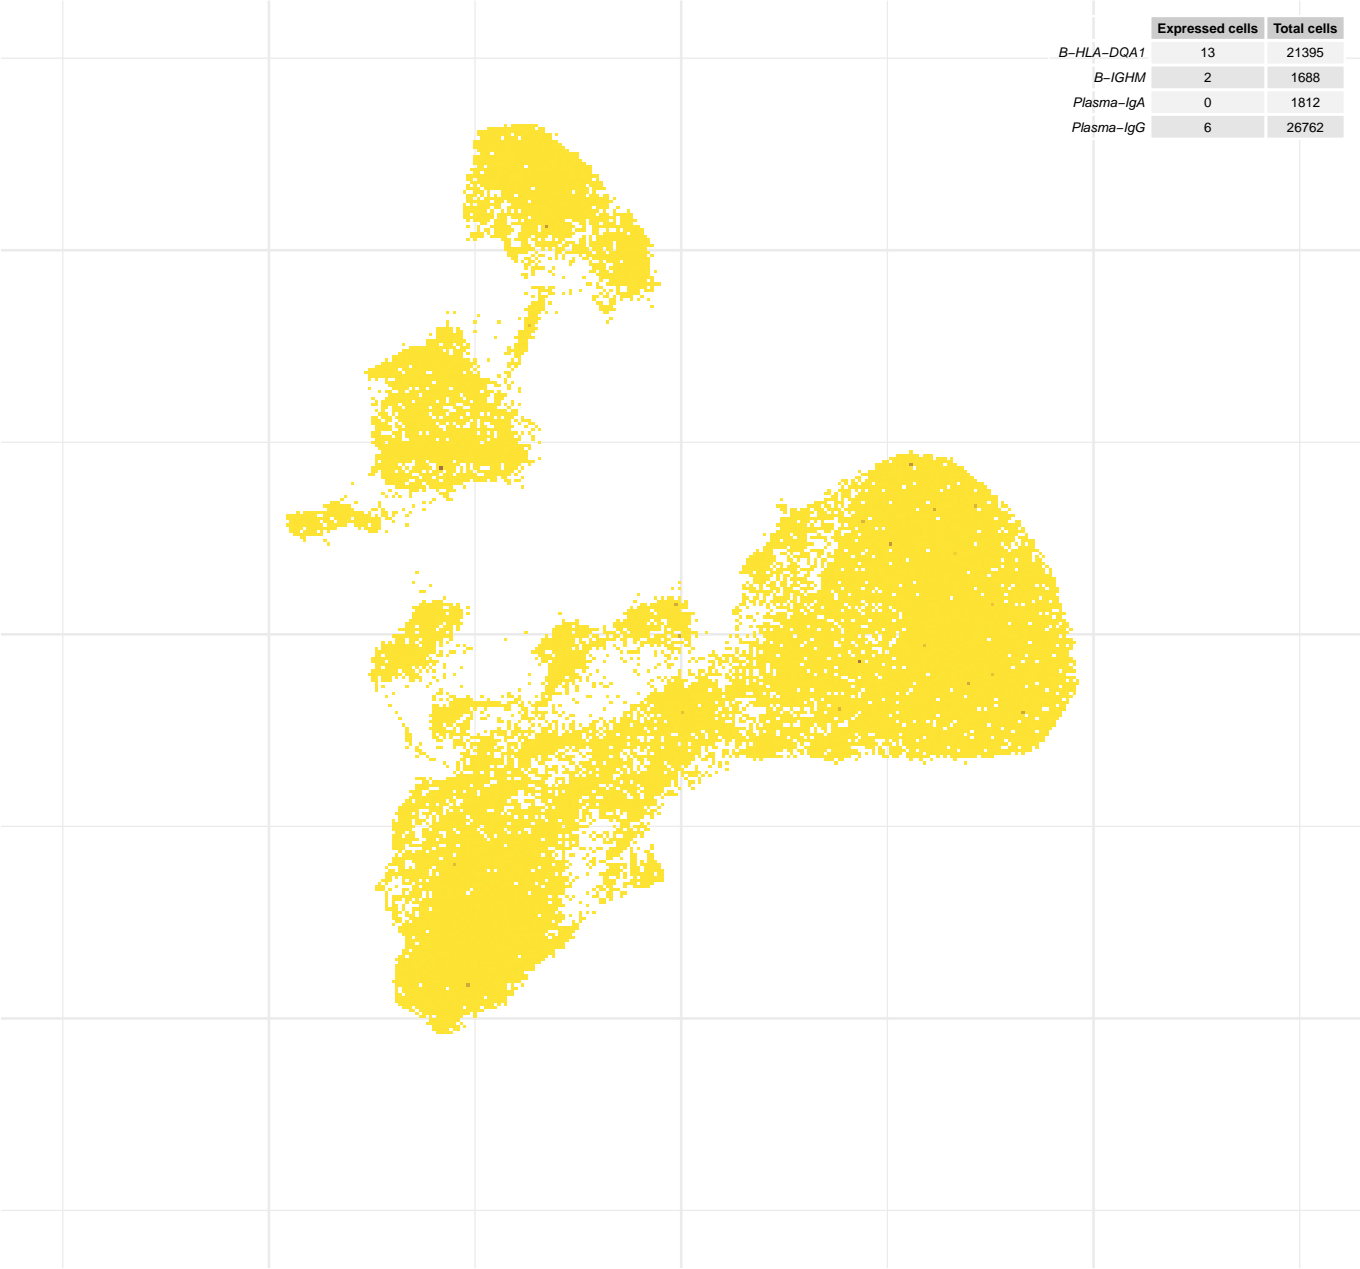 Expressed cells Total cells
B−HLA−DQA1 13 21395
B−IGHM 2 1688
Plasma−IgA 0 1812
Plasma−IgG 6 26762